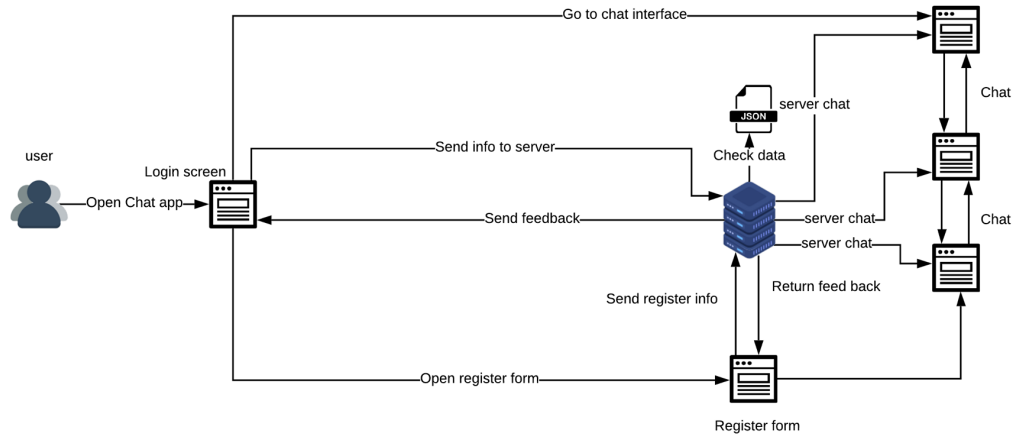 Go to chat interface
Chat
JSON
server chat
Send info to server
Check data
user
Login screen
Open Chat app
Send feedback
server chat
Chat
server chat
Return feed back
Send register info
Open register form
Register form